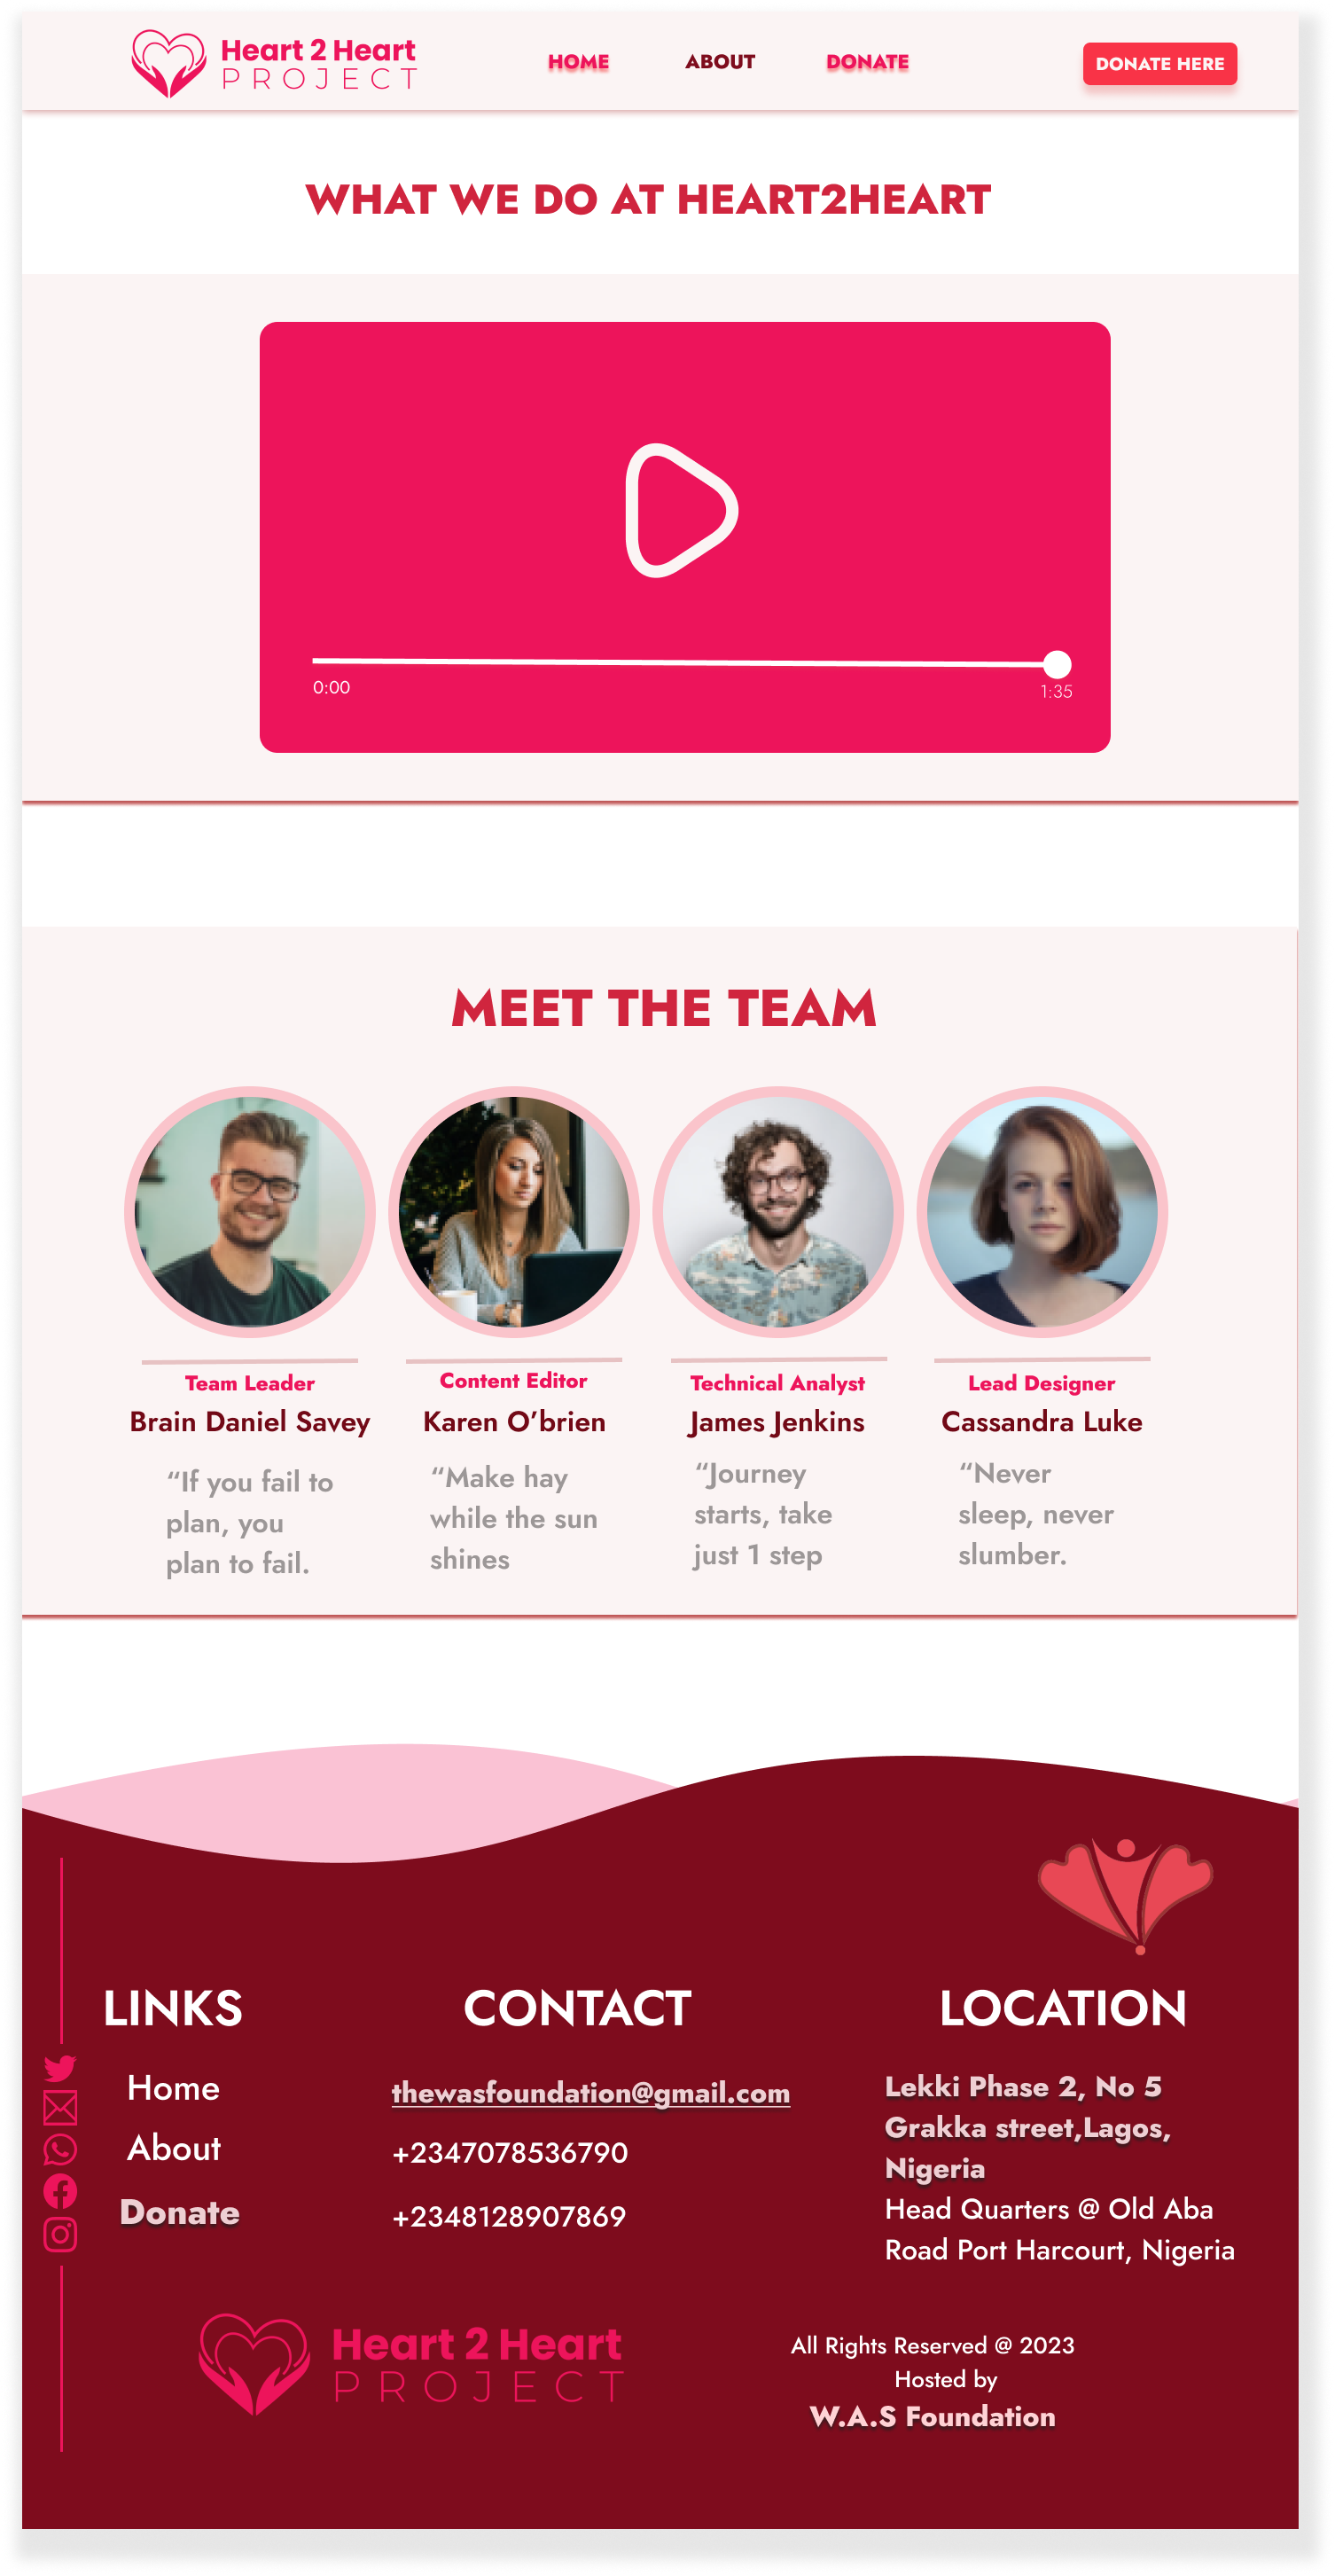 Heart 2 Heart
PROJECT
HOME
ABOUT
DONATE
DONATE HERE
WHAT WE DO AT HEART2HEART
0:00
1:35
MEET THE TEAM
Team Leader
Brain Daniel Savey
“If you fail to
plan, you
plan to fail.
Content Editor
Karen O’brien
“Make hay
while the sun
shines
Technical Analyst
James Jenkins
“Journey
starts, take
just 1 step
Lead Designer
Cassandra Luke
“Never
sleep, never
slumber.
LINKS
Home
About
Donate
CONTACT
thewasfoundation@gmail.com
+2347078536790
+2348128907869
LOCATION
Lekki Phase 2, No 5
Grakka street,Lagos,
Nigeria
Head Quarters @ Old Aba
Road Port Harcourt, Nigeria
Heart 2 Heart
PROJECT
All Rights Reserved @ 2023
Hosted by
W.A.S Foundation